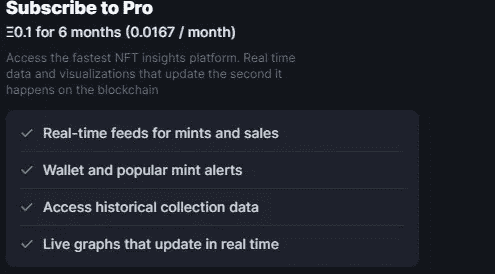 Subscribe to Pro
Ξ0.1 for 6 months (0.0167 / month)
Access the fastest NFT insights platform. Real time
data and visualizations that update the second it
happens on the blockchain
Real-time feeds for mints and sales
Wallet and popular mint alerts
Access historical collection data
Live graphs that update in real time